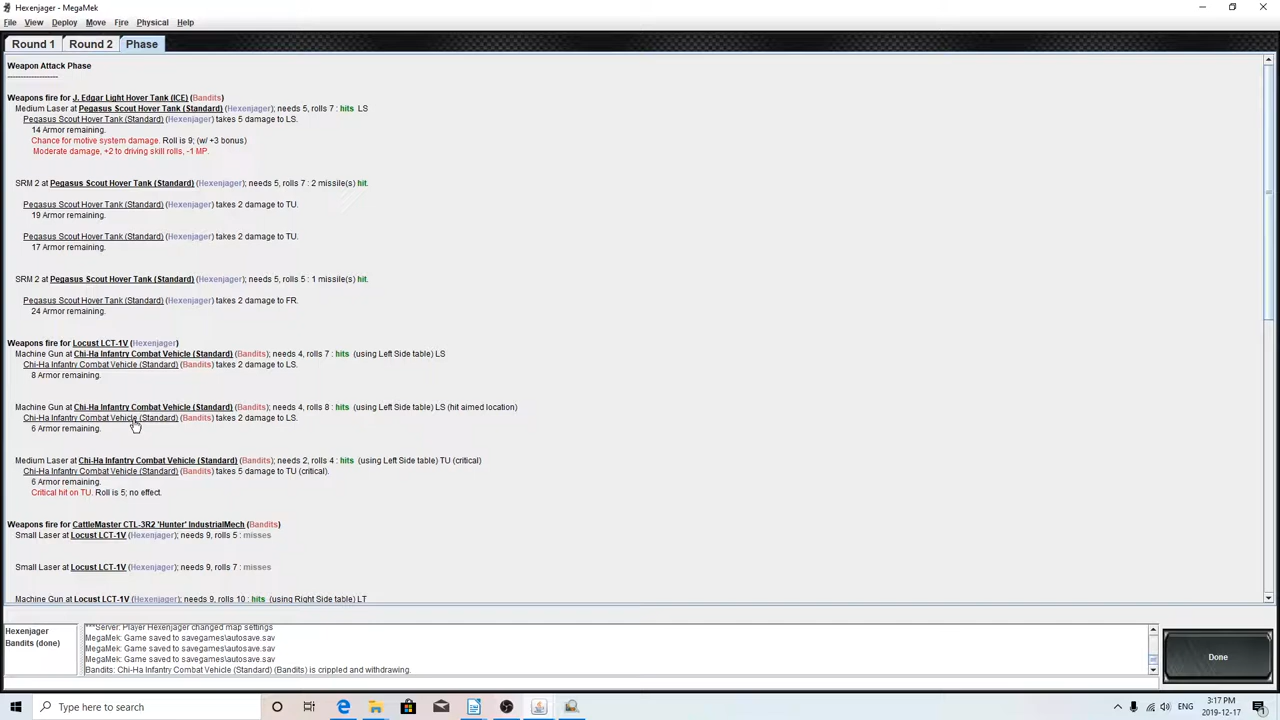 Hexenjager - MegaMek
File View Deploy Move Fire Physical Help
Round 1 Round 2 Phase
Weapon Attack Phase
--------------------
Weapons fire for J. Edgar Light Hover Tank (ICE) (Bandits)
Medium Laser at Pegasus Scout Hover Tank (Standard) (Hexenjager); needs 5, rolls 7 : hits LS
Pegasus Scout Hover Tank (Standard) (Hexenjager) takes 5 damage to LS.
14 Armor remaining.
Chance for motive system damage. Roll is 9; (w/ +3 bonus)
Moderate damage, +2 to driving skill rolls, -1 MP.
SRM 2 at Pegasus Scout Hover Tank (Standard) (Hexenjager); needs 5, rolls 7 : 2 missile(s) hit.
Pegasus Scout Hover Tank (Standard) (Hexenjager) takes 2 damage to TU.
19 Armor remaining.
Pegasus Scout Hover Tank (Standard) (Hexenjager) takes 2 damage to TU.
17 Armor remaining.
SRM 2 at Pegasus Scout Hover Tank (Standard) (Hexenjager); needs 5, rolls 5 : 1 missile(s) hit.
Pegasus Scout Hover Tank (Standard) (Hexenjager) takes 2 damage to FR.
24 Armor remaining.
Weapons fire for Locust LCT-1V (Hexenjager)
Machine Gun at Chi-Ha Infantry Combat Vehicle (Standard) (Bandits); needs 4, rolls 7 : hits (using Left Side table) LS
Chi-Ha Infantry Combat Vehicle (Standard) (Bandits) takes 2 damage to LS.
8 Armor remaining.
Machine Gun at Chi-Ha Infantry Combat Vehicle (Standard) (Bandits); needs 4, rolls 8 : hits (using Left Side table) LS (hit aimed location)
Chi-Ha Infantry Combat Vehicle (Standard) (Bandits) takes 2 damage to LS.
6 Armor remaining.
Medium Laser at Chi-Ha Infantry Combat Vehicle (Standard) (Bandits); needs 2, rolls 4 : hits (using Left Side table) TU (critical)
Chi-Ha Infantry Combat Vehicle (Standard) (Bandits) takes 5 damage to TU (critical).
6 Armor remaining.
Critical hit on TU. Roll is 5; no effect.
Weapons fire for CattleMaster CTL-3R2 'Hunter' IndustrialMech (Bandits)
Small Laser at Locust LCT-1V (Hexenjager); needs 9, rolls 5 : misses
Small Laser at Locust LCT-1V (Hexenjager); needs 9, rolls 7 : misses
Machine Gun at Locust LCT-1V (Hexenjager); needs 9, rolls 10 : hits (using Right Side table) LT
Hexenjager
Bandits (done)
***Server: Player Hexenjager changed map settings
MegaMek: Game saved to savegames\autosave.sav
MegaMek: Game saved to savegames\autosave.sav
MegaMek: Game saved to savegames\autosave.sav
Bandits: Chi-Ha Infantry Combat Vehicle (Standard) (Bandits) is crippled and withdrawing.
Done
Type here to search
ENG
3:17 PM
2019-12-17
1